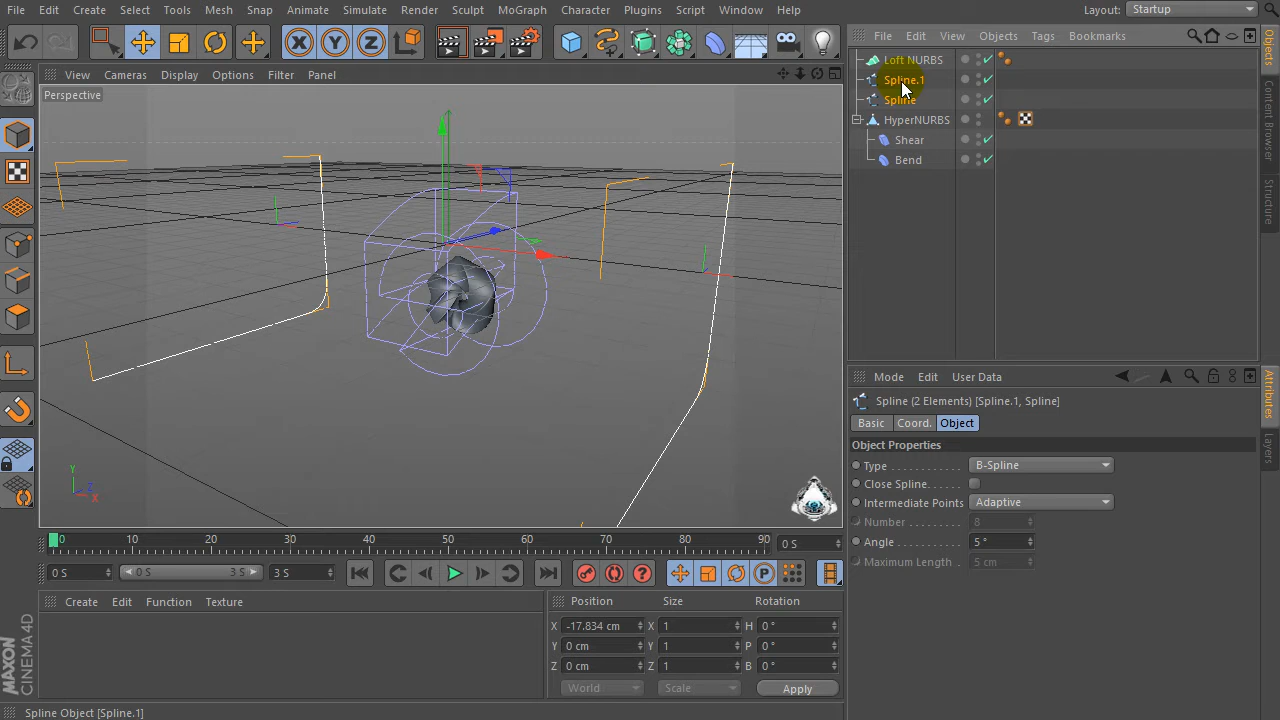 File Edit Create Select Tools Mesh Snap Animate Simulate Render Sculpt MoGraph Character Plugins Script Window Help Layout: Startup
File Edit View Objects Tags Bookmarks
View Cameras Display Options Filter Panel
Perspective
Loft NURBS
Spline.1
Spline
HyperNURBS
Shear
Bend
Objects
Content Browser
Structure
Mode Edit User Data
Spline (2 Elements) [Spline.1, Spline]
Basic Coord. Object
Object Properties
Type B-Spline
Close Spline
Intermediate Points Adaptive
Number 8
Angle 5 °
Maximum Length 5 cm
Attributes
Layers
Y
Z
X
0 10 20 30 40 50 60 70 80 90 0 S
0 S 0 S 3 S 3 S
Create Edit Function Texture
Position Size Rotation
X -17.834 cm X 1 H 0 °
Y 0 cm Y 1 P 0 °
Z 0 cm Z 1 B 0 °
World Scale Apply
MAXON
CINEMA 4D
Spline Object [Spline.1]